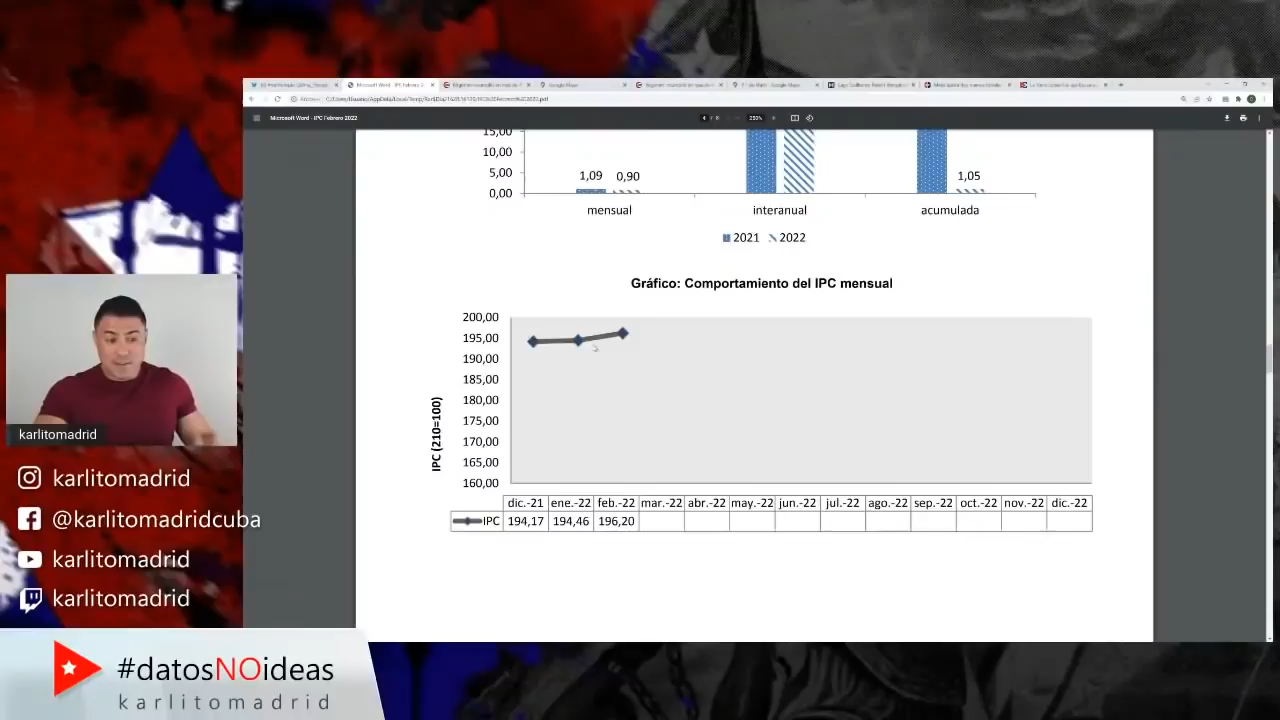 Microsoft Word - IPC Febrero 2022
4 / 8
250%
15,00
10,00
5,00
0,00
1,09
0,90
1,05
mensual
interanual
acumulada
2021
2022
Gráfico: Comportamiento del IPC mensual
200,00
195,00
190,00
185,00
180,00
175,00
170,00
165,00
160,00
IPC (210=100)
dic.-21 ene.-22 feb.-22 mar.-22 abr.-22 may.-22 jun.-22 jul.-22 ago.-22 sep.-22 oct.-22 nov.-22 dic.-22
IPC 194,17 194,46 196,20
karlitomadrid
karlitomadrid
@karlitomadridcuba
karlitomadrid
karlitomadrid
#datosNOideas
karlitomadrid